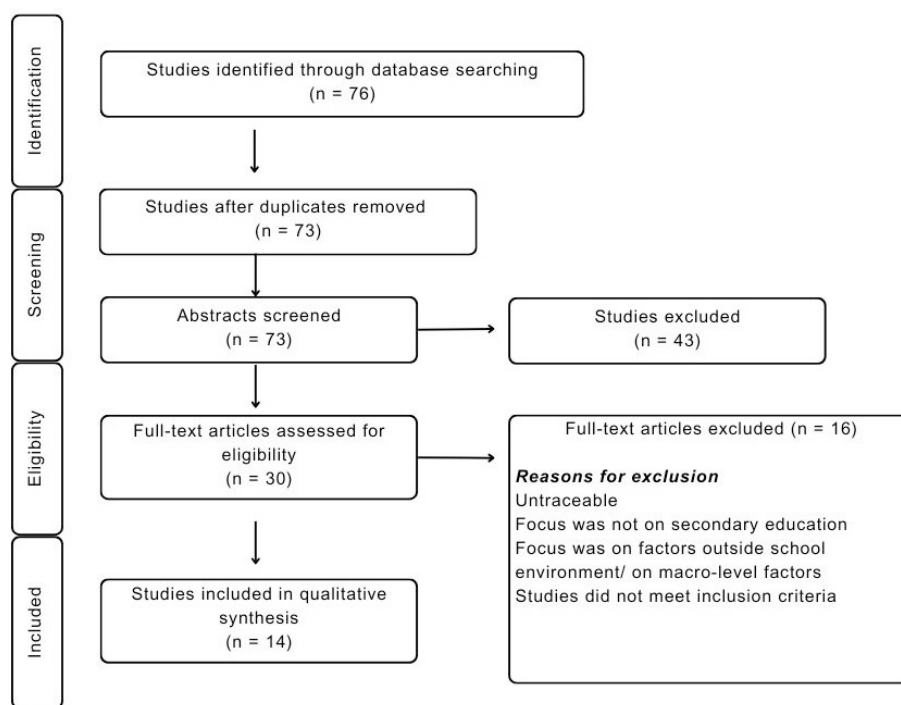 Identification
Studies identified through database searching
(n = 76)
Screening
Studies after duplicates removed
(n = 73)
Abstracts screened
(n = 73)
Studies excluded
(n = 43)
Eligibility
Full-text articles assessed for
eligibility
(n = 30)
Full-text articles excluded (n = 16)
Reasons for exclusion
Untraceable
Focus was not on secondary education
Focus was on factors outside school
environment/ on macro-level factors
Studies did not meet inclusion criteria
Included
Studies included in qualitative
synthesis
(n = 14)